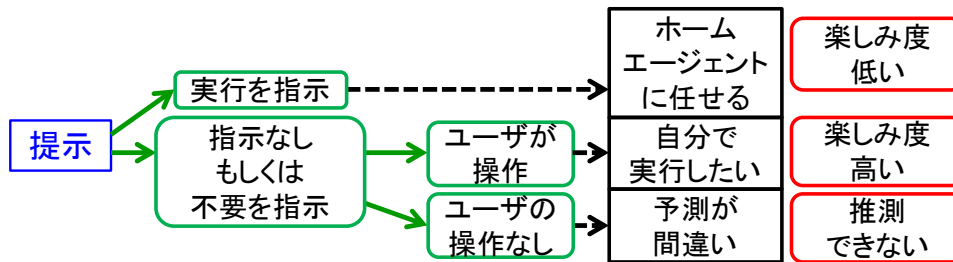 提示
実行を指示
指示なし
もしくは
不要を指示
ユーザが
操作
ユーザの
操作なし
ホーム
エージェント
に任せる
自分で
実行したい
予測が
間違い
楽しみ度
低い
楽しみ度
高い
推測
できない